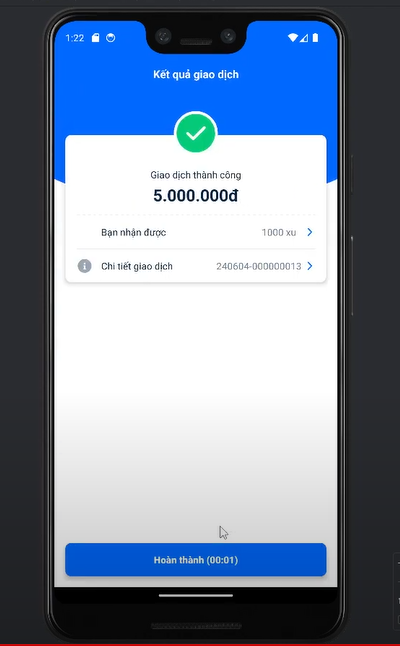 1:22
Kết quả giao dịch
Giao dịch thành công
5.000.000đ
Bạn nhận được 1000 xu
Chi tiết giao dịch 240604-000000013
Hoàn thành (00:01)